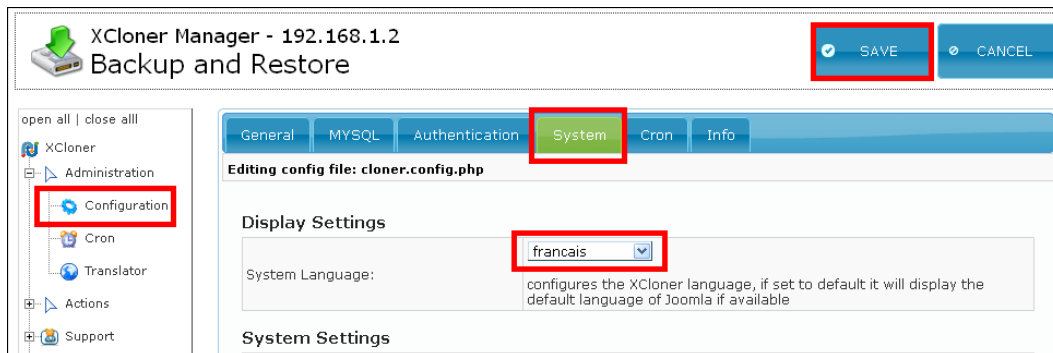 XCloner Manager - 192.168.1.2
Backup and Restore
SAVE
CANCEL
open all | close alll
XCloner
Administration
Configuration
Cron
Translator
Actions
Support
General MYSQL Authentication System Cron Info
Editing config file: cloner.config.php
Display Settings
System Language:
francais
configures the XCloner language, if set to default it will display the
default language of Joomla if available
System Settings